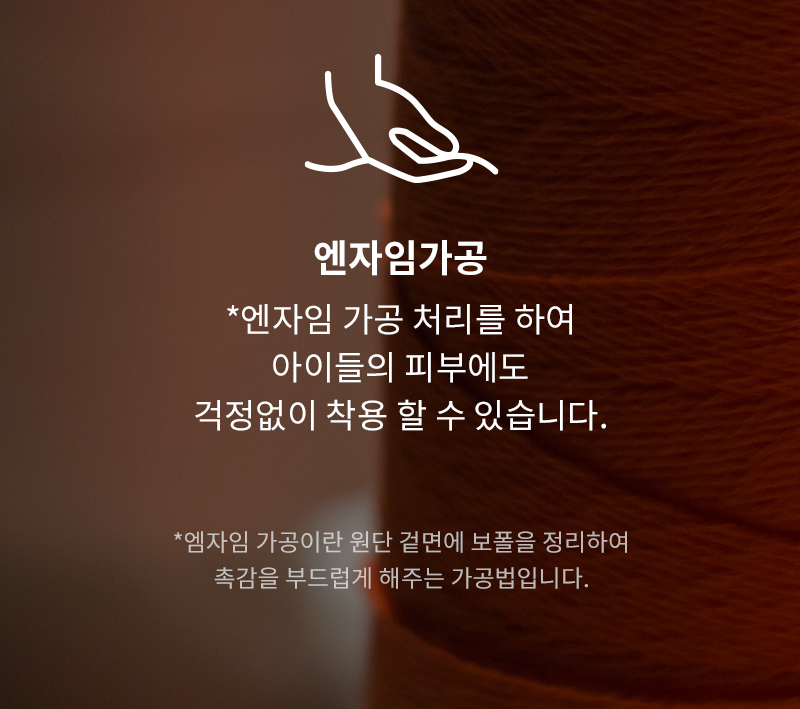 엔자임가공
*엔자임 가공 처리를 하여
아이들의 피부에도
걱정없이 착용 할 수 있습니다.
*엠자임 가공이란 원단 겉면에 보폴을 정리하여
촉감을 부드럽게 해주는 가공법입니다.